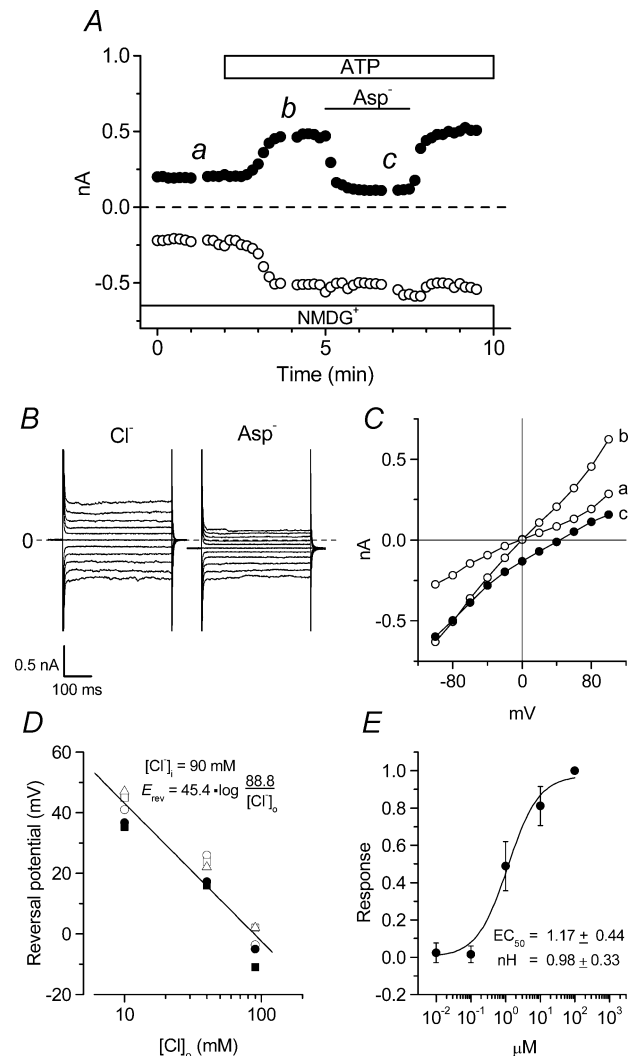 A
ATP
Asp⁻
a
b
c
1.0
0.5
0.0
-0.5
nA
NMDG⁺
0
5
10
Time (min)
B
Cl⁻
Asp⁻
0
0.5 nA
100 ms
C
0.5
0.0
-0.5
nA
b
a
c
-80
0
80
mV
D
60
40
20
0
-20
Reversal potential (mV)
[Cl⁻]i = 90 mM
Erev = 45.4 · log 88.8 / [Cl⁻]o
10
100
[Cl]o (mM)
E
1.0
0.8
0.6
0.4
0.2
0.0
-0.2
Response
EC50 = 1.17 ± 0.44
nH = 0.98 ± 0.33
10⁻² 10⁻¹ 10⁰ 10¹ 10² 10³
μM